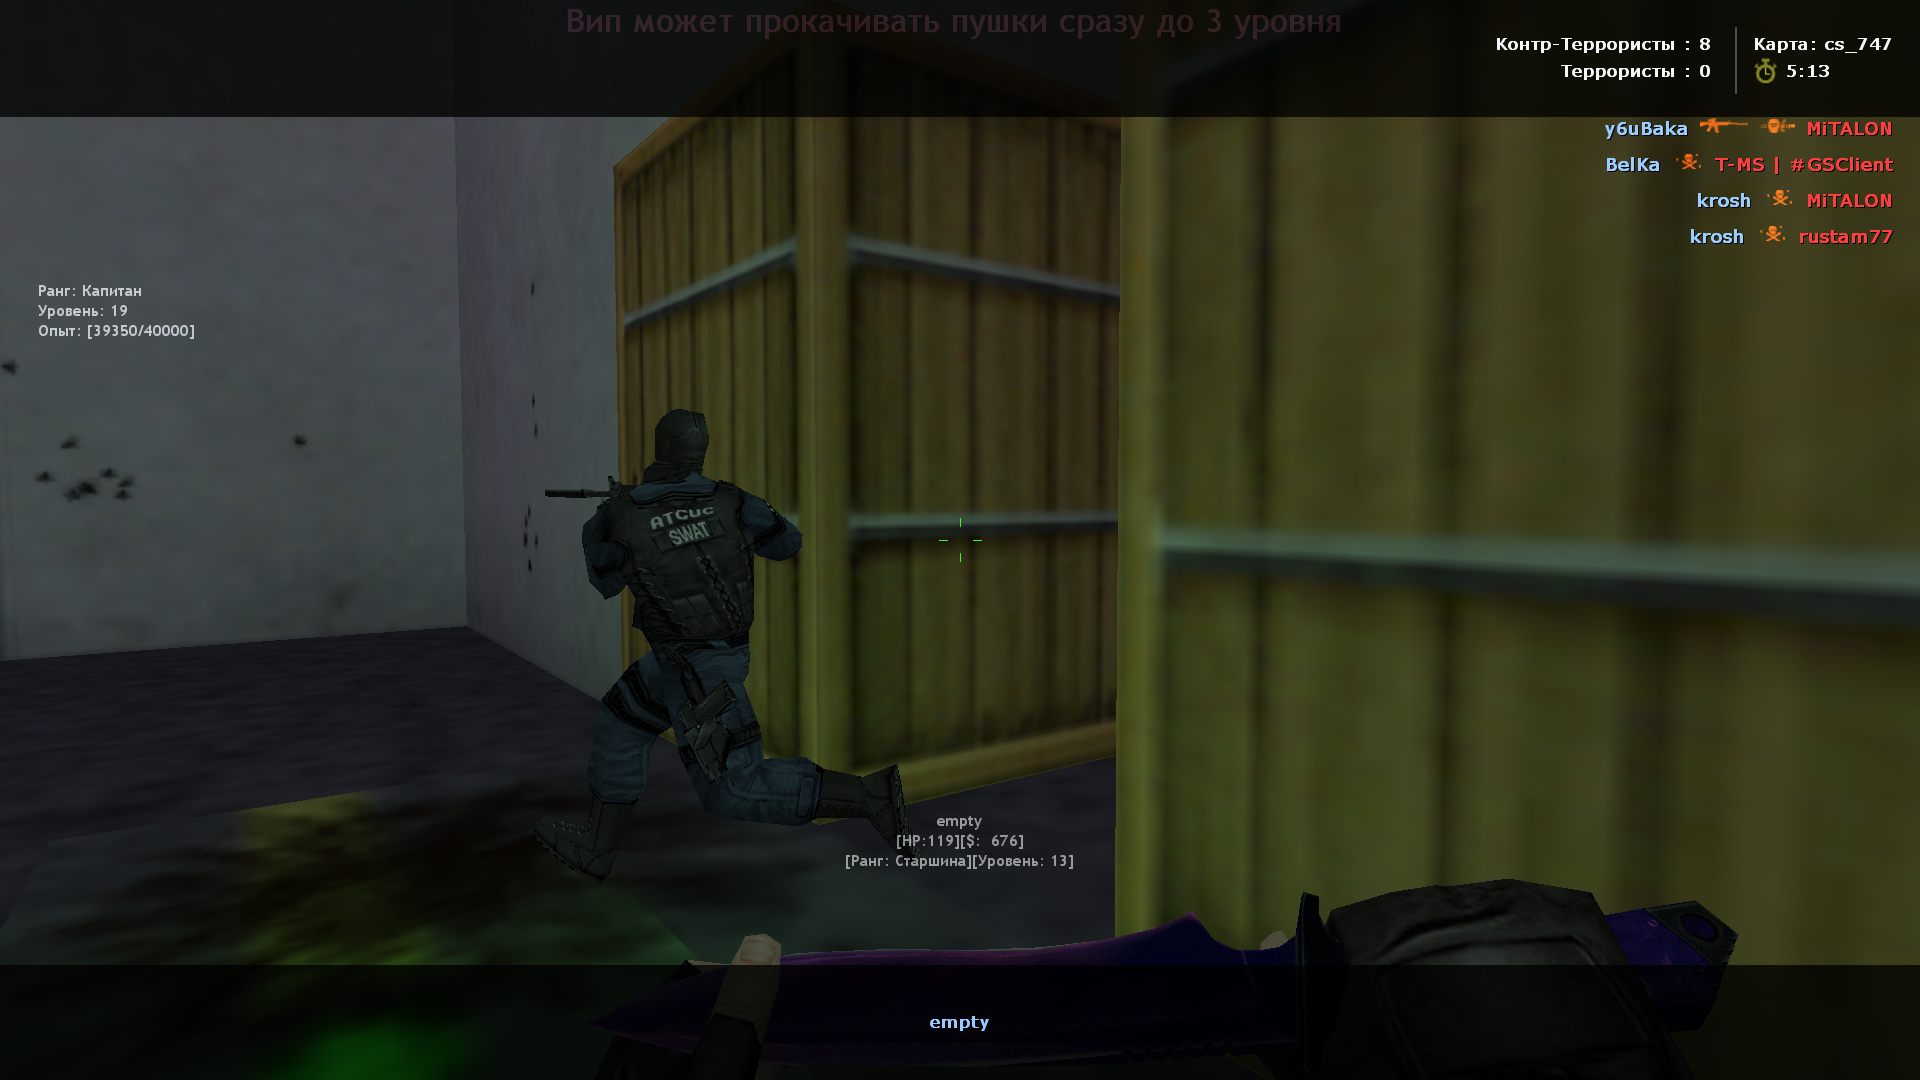 Вип может прокачивать пушки сразу до 3 уровня
Контр-Террористы : 8
Террористы : 0
Карта: cs_747
5:13
y6uBaka MiTALON
BelKa T-MS | #GSClient
krosh MiTALON
krosh rustam77
Ранг: Капитан
Уровень: 19
Опыт: [39350/40000]
ATCUC
SWAT
empty
[HP:119][$: 676]
[Ранг: Старшина][Уровень: 13]
empty